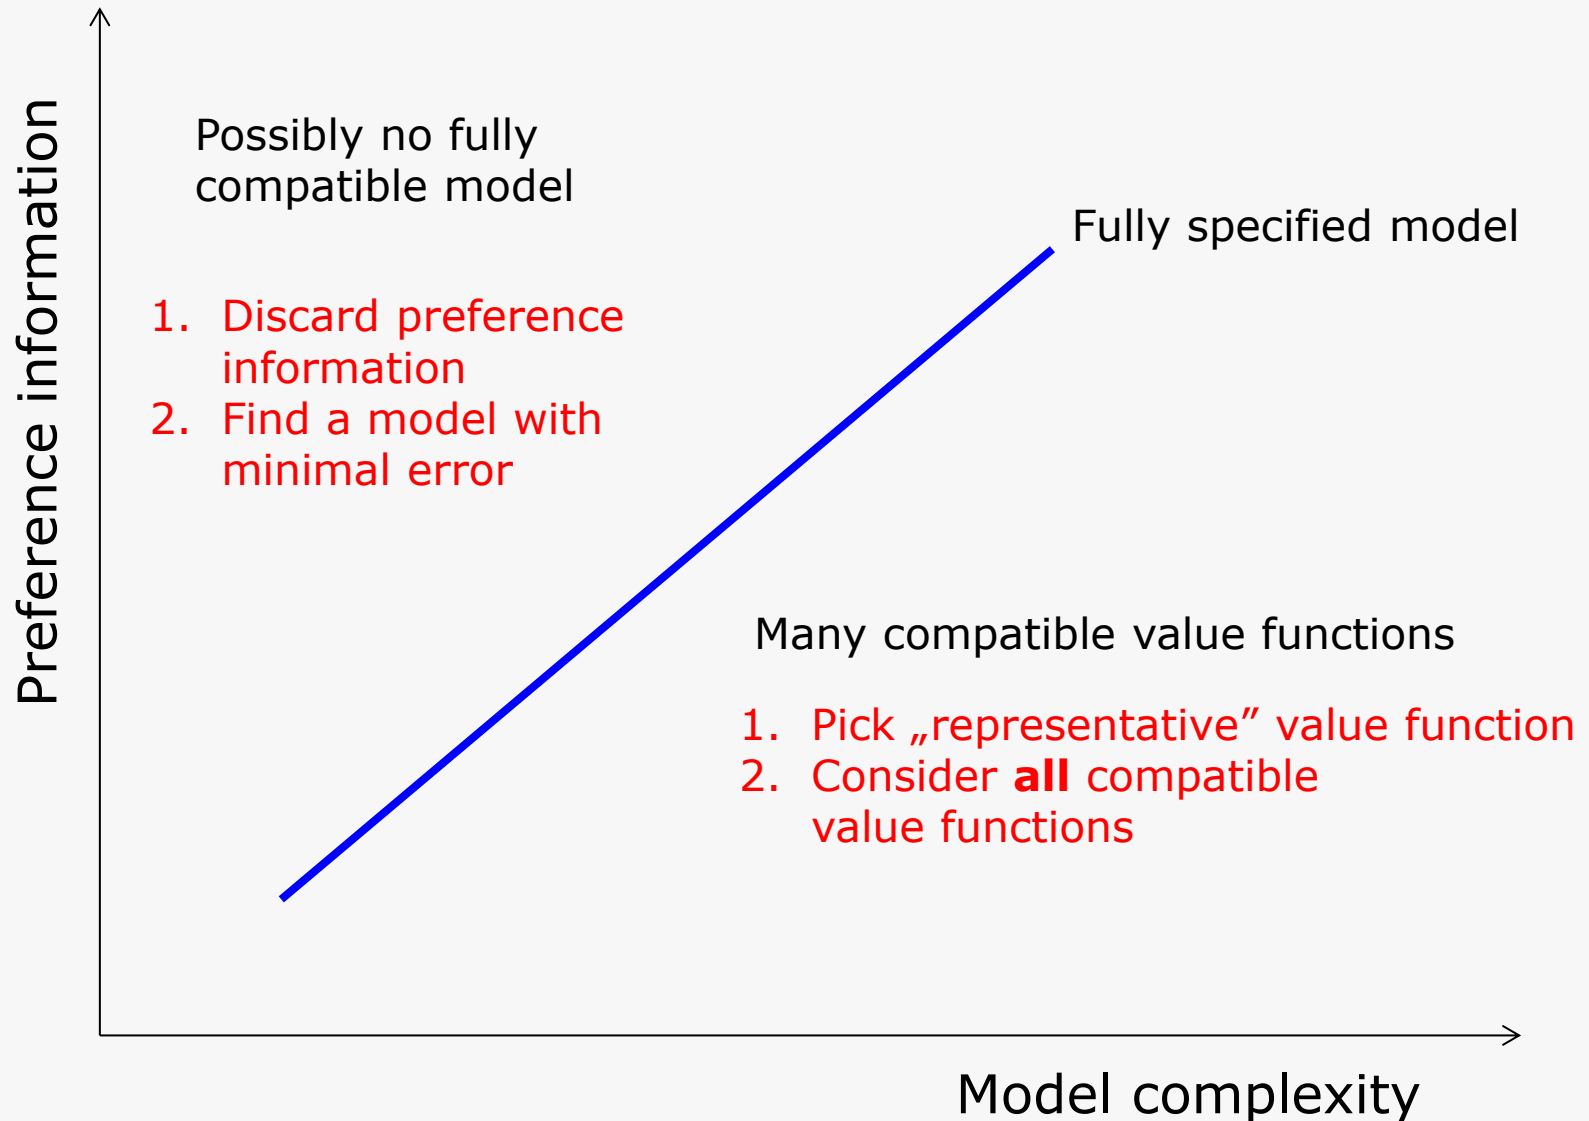 Preference information
Possibly no fully
compatible model
1. Discard preference
information
2. Find a model with
minimal error
Fully specified model
Many compatible value functions
1. Pick „representative” value function
2. Consider all compatible
value functions
Model complexity